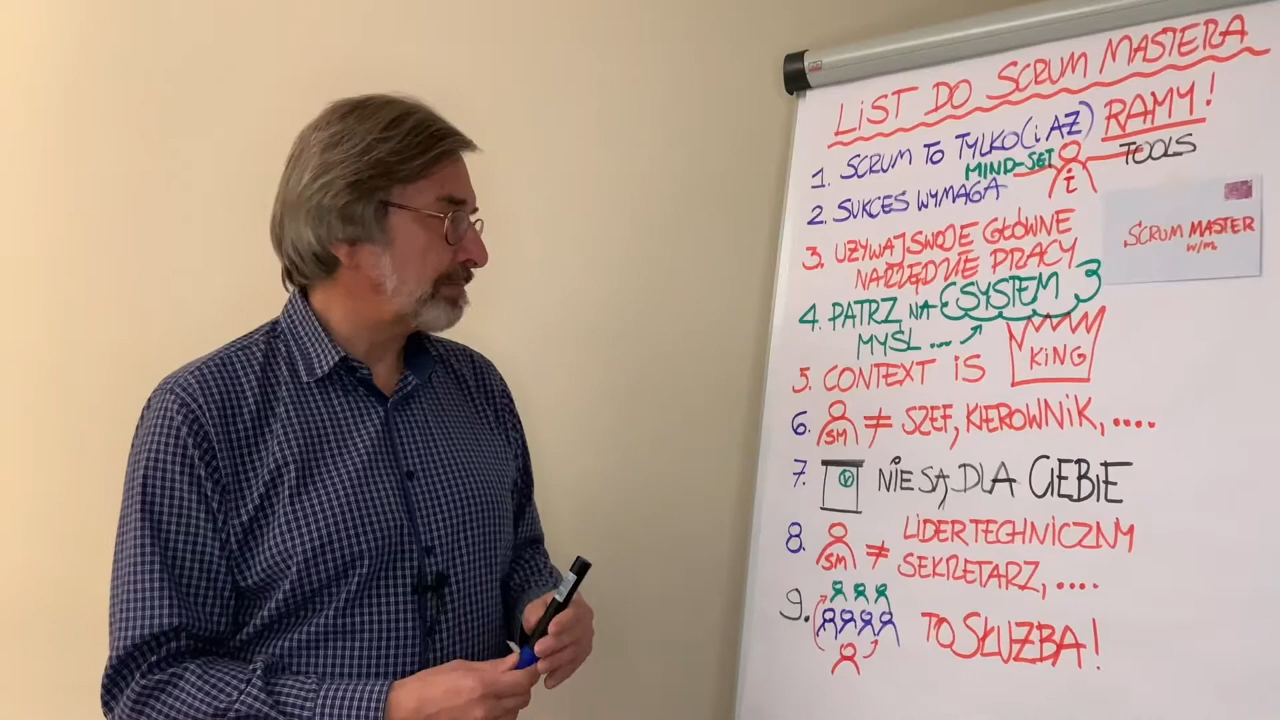 LIST DO SCRUM MASTERA
1. SCRUM TO TYLKO (i AŻ) RAMY!
2. SUKCES WYMAGA MIND-SET i TOOLS
3. UŻYWAJ SWOJE GŁÓWNE
NARZĘDZIE PRACY
SCRUM MASTER
w/m.
4. PATRZ NA SYSTEM
MYŚL ...
5. CONTEXT iS KiNG
6. SM ≠ SZEF, KIEROWNiK, ....
7. V NIE SĄ DLA CIEBIE
8. SM ≠ LiDER TECHNICZNY
SEKRETARZ, ....
9. TO SŁUŻBA!